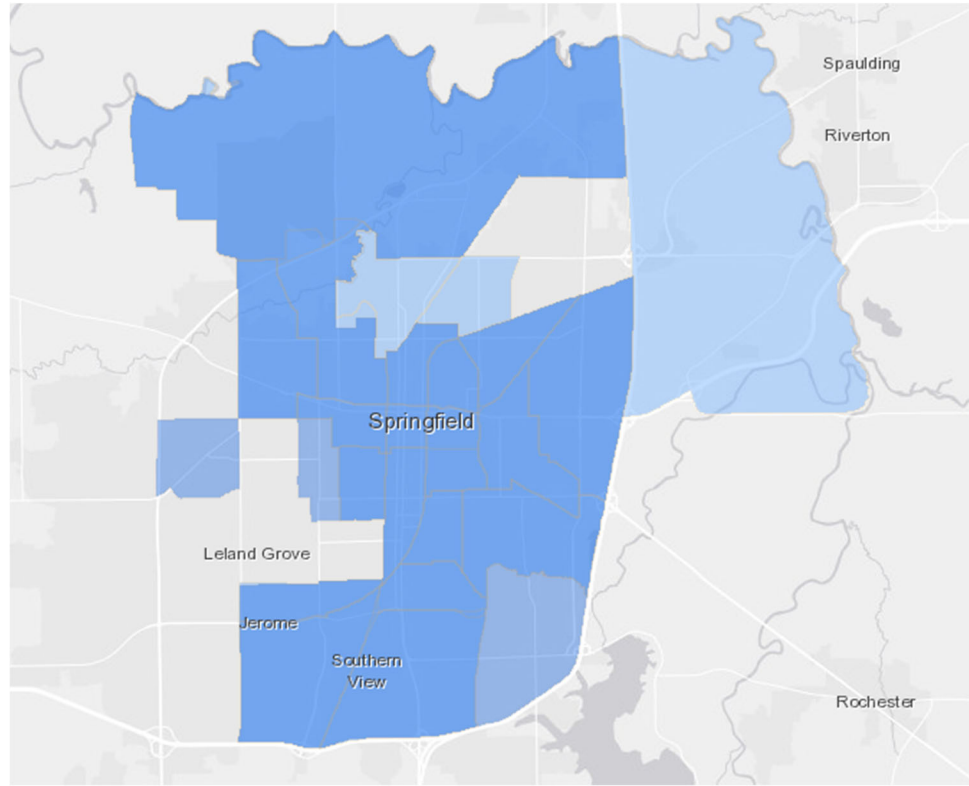 Spaulding
Riverton
Springfield
Leland Grove
Jerome
Southern
View
Rochester